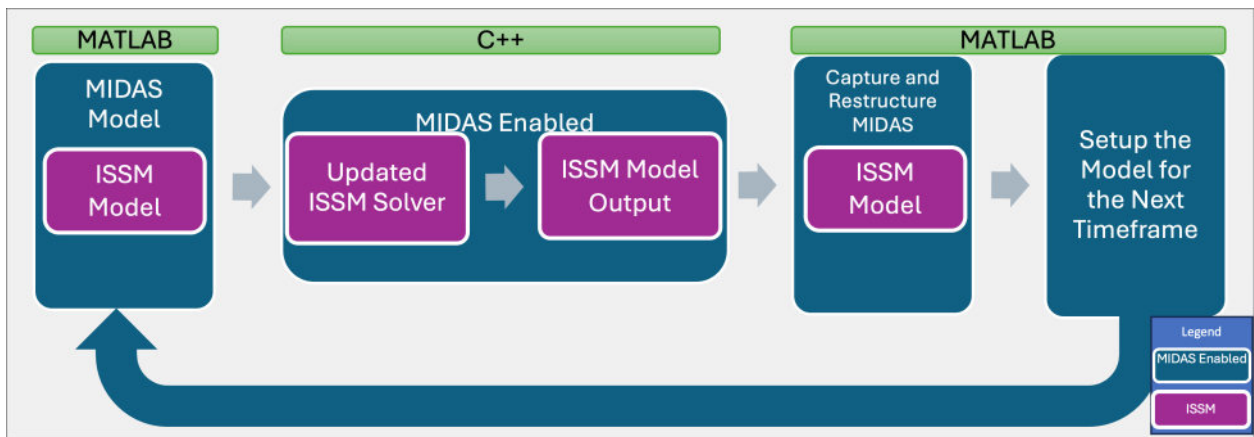 MATLAB
C++
MATLAB
MIDAS
Model
ISSM
Model
MIDAS Enabled
Updated
ISSM Solver
ISSM Model
Output
Capture and
Restructure
MIDAS
ISSM
Model
Setup the
Model for
the Next
Timeframe
Legend
MIDAS Enabled
ISSM